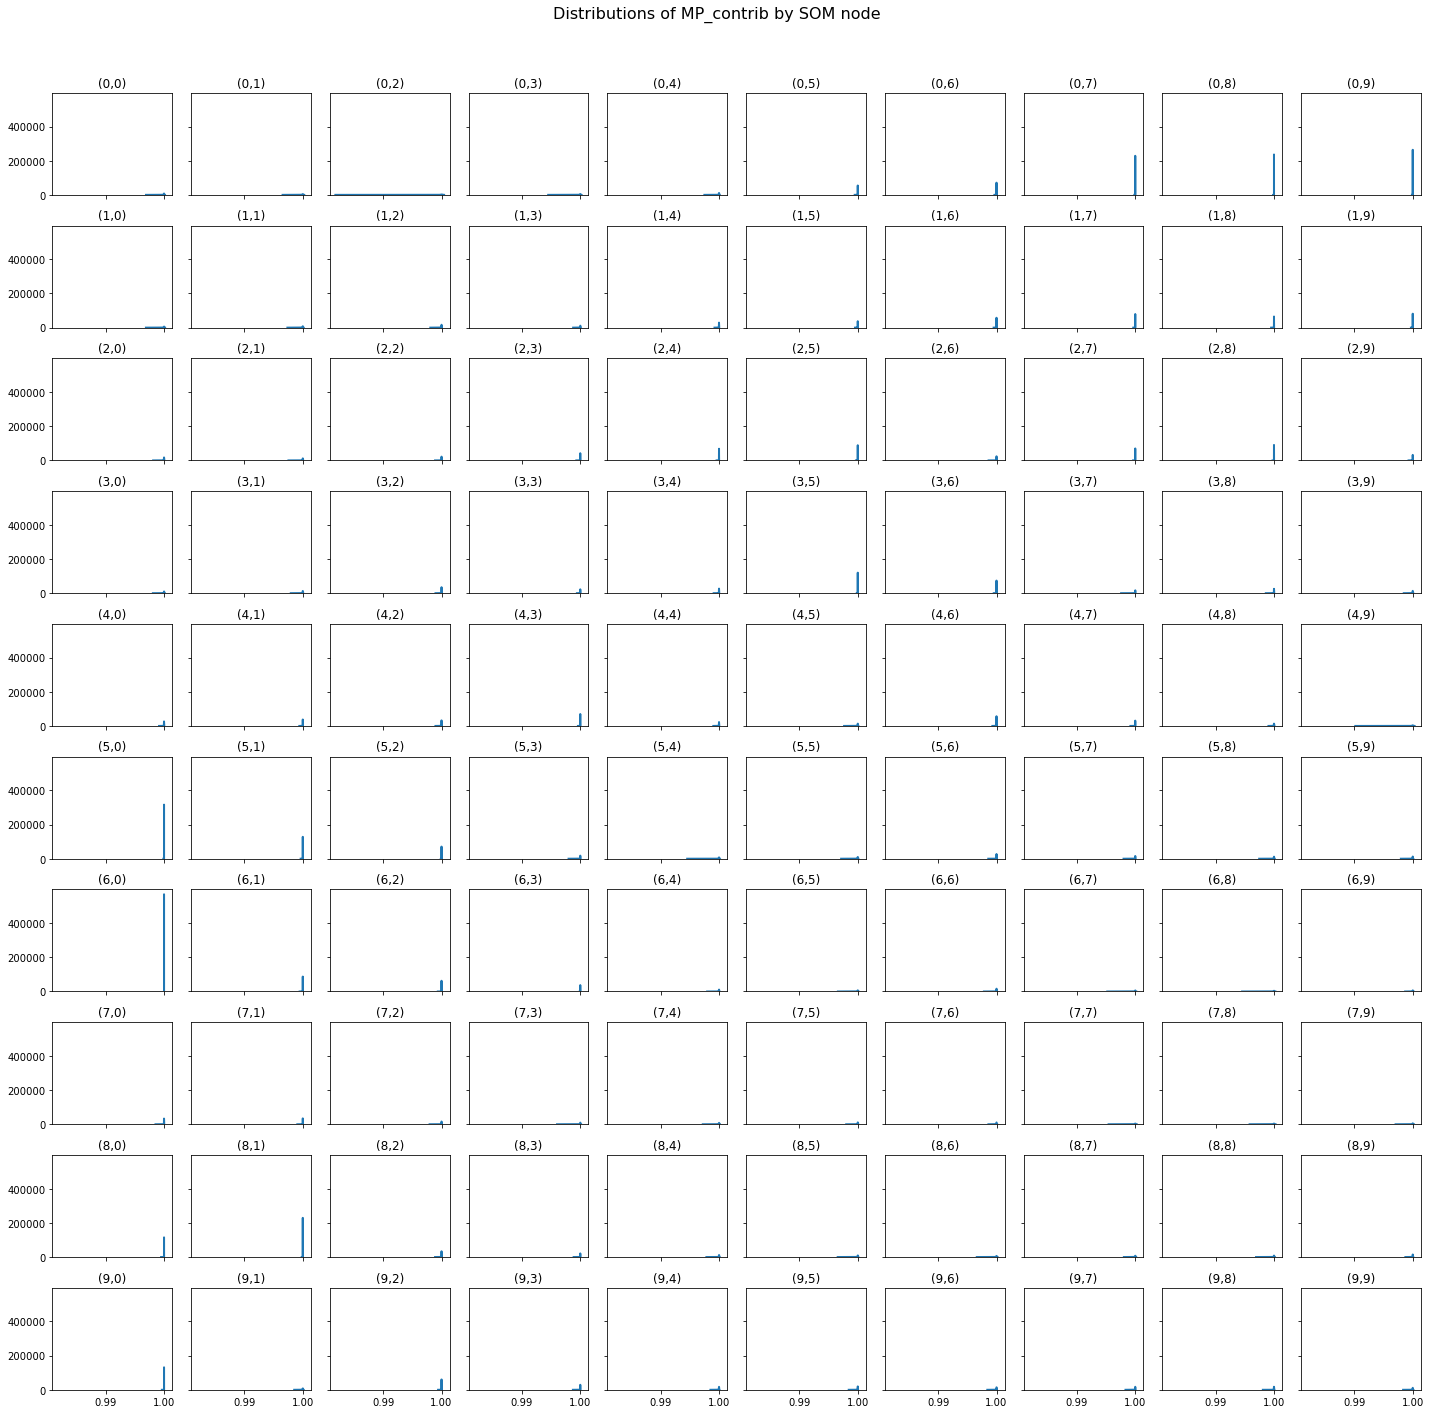 Distributions of MP_contrib by SOM node
(0,0) (0,1) (0,2) (0,3) (0,4) (0,5) (0,6) (0,7) (0,8) (0,9)
400000
200000
0
(1,0) (1,1) (1,2) (1,3) (1,4) (1,5) (1,6) (1,7) (1,8) (1,9)
400000
200000
0
(2,0) (2,1) (2,2) (2,3) (2,4) (2,5) (2,6) (2,7) (2,8) (2,9)
400000
200000
0
(3,0) (3,1) (3,2) (3,3) (3,4) (3,5) (3,6) (3,7) (3,8) (3,9)
400000
200000
0
(4,0) (4,1) (4,2) (4,3) (4,4) (4,5) (4,6) (4,7) (4,8) (4,9)
400000
200000
0
(5,0) (5,1) (5,2) (5,3) (5,4) (5,5) (5,6) (5,7) (5,8) (5,9)
400000
200000
0
(6,0) (6,1) (6,2) (6,3) (6,4) (6,5) (6,6) (6,7) (6,8) (6,9)
400000
200000
0
(7,0) (7,1) (7,2) (7,3) (7,4) (7,5) (7,6) (7,7) (7,8) (7,9)
400000
200000
0
(8,0) (8,1) (8,2) (8,3) (8,4) (8,5) (8,6) (8,7) (8,8) (8,9)
400000
200000
0
(9,0) (9,1) (9,2) (9,3) (9,4) (9,5) (9,6) (9,7) (9,8) (9,9)
400000
200000
0
0.99 1.00 0.99 1.00 0.99 1.00 0.99 1.00 0.99 1.00 0.99 1.00 0.99 1.00 0.99 1.00 0.99 1.00 0.99 1.00